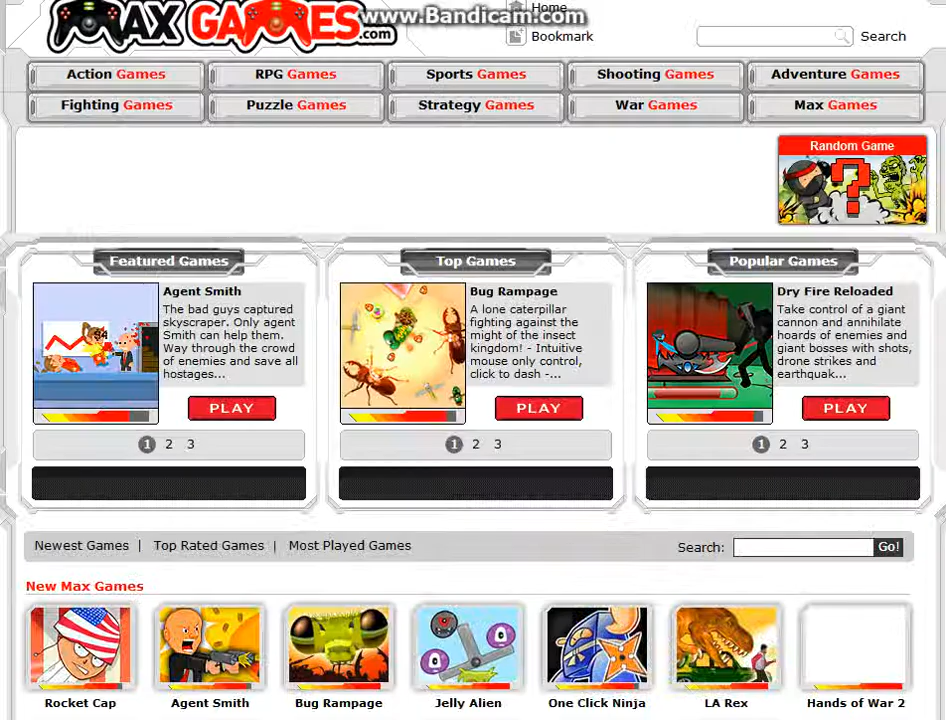 MAX GAMES.com
www.Bandicam.com
Home
Bookmark
Search
Action Games
RPG Games
Sports Games
Shooting Games
Adventure Games
Fighting Games
Puzzle Games
Strategy Games
War Games
Max Games
Random Game
?
Featured Games
Agent Smith
The bad guys captured
skyscraper. Only agent
Smith can help them.
Way through the crowd
of enemies and save all
hostages...
PLAY
1 2 3
Top Games
Bug Rampage
A lone caterpillar
fighting against the
might of the insect
kingdom! - Intuitive
mouse only control,
click to dash -...
PLAY
1 2 3
Popular Games
Dry Fire Reloaded
Take control of a giant
cannon and annihilate
hoards of enemies and
giant bosses with shots,
drone strikes and
earthquak...
PLAY
1 2 3
Newest Games | Top Rated Games | Most Played Games
Search: Go!
New Max Games
Rocket Cap
Agent Smith
Bug Rampage
Jelly Alien
One Click Ninja
LA Rex
Hands of War 2